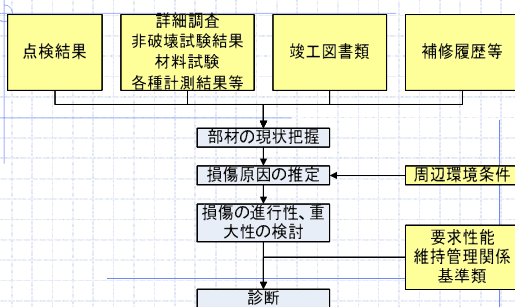 点検結果
詳細調査
非破壊試験結果
材料試験
各種計測結果等
竣工図書類
補修履歴等
部材の現状把握
損傷原因の推定
周辺環境条件
損傷の進行性、重
大性の検討
要求性能
維持管理関係
基準類
診断